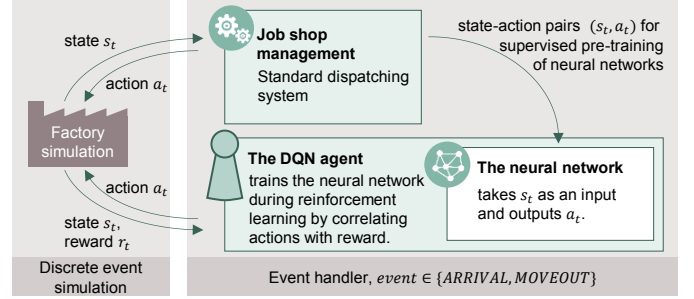 state s_t
action a_t
Factory
simulation
action a_t
state s_t,
reward r_t
Discrete event
simulation
Job shop
management
Standard dispatching
system
state-action pairs (s_t, a_t) for
supervised pre-training
of neural networks
The DQN agent
trains the neural network
during reinforcement
learning by correlating
actions with reward.
The neural network
takes s_t as an input
and outputs a_t.
Event handler, event ∈ {ARRIVAL, MOVEOUT}